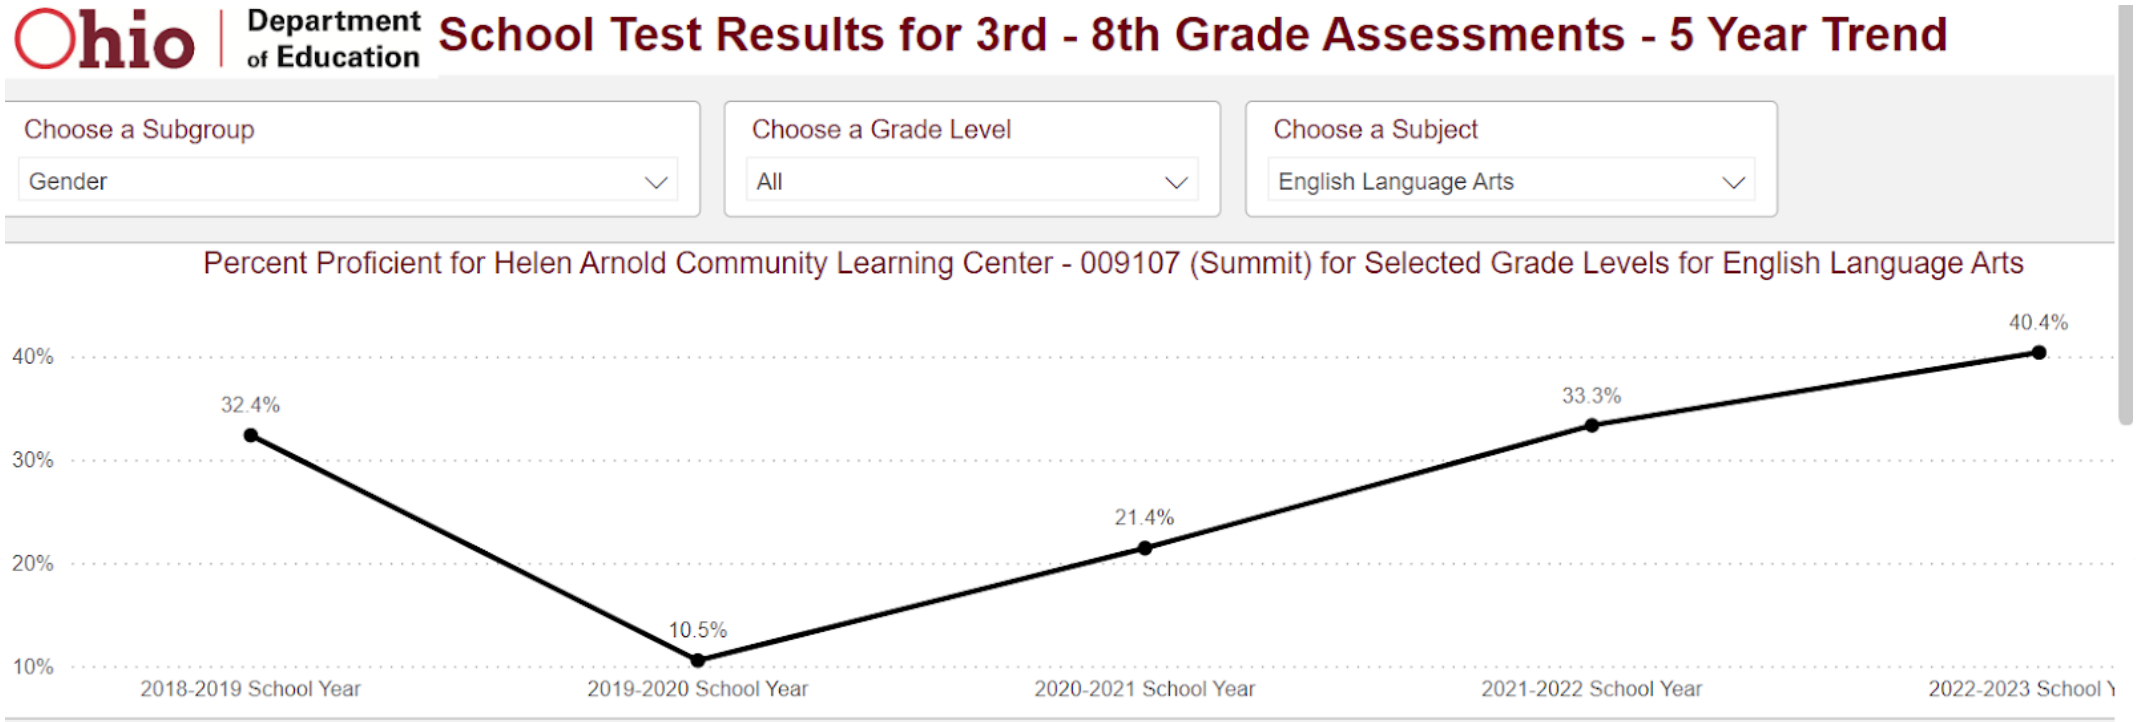 Ohio
Department
of Education
School Test Results for 3rd - 8th Grade Assessments - 5 Year Trend
Choose a Subgroup
Gender
Choose a Grade Level
All
Choose a Subject
English Language Arts
Percent Proficient for Helen Arnold Community Learning Center - 009107 (Summit) for Selected Grade Levels for English Language Arts
40%
30%
20%
10%
32.4%
10.5%
21.4%
33.3%
40.4%
2018-2019 School Year
2019-2020 School Year
2020-2021 School Year
2021-2022 School Year
2022-2023 School